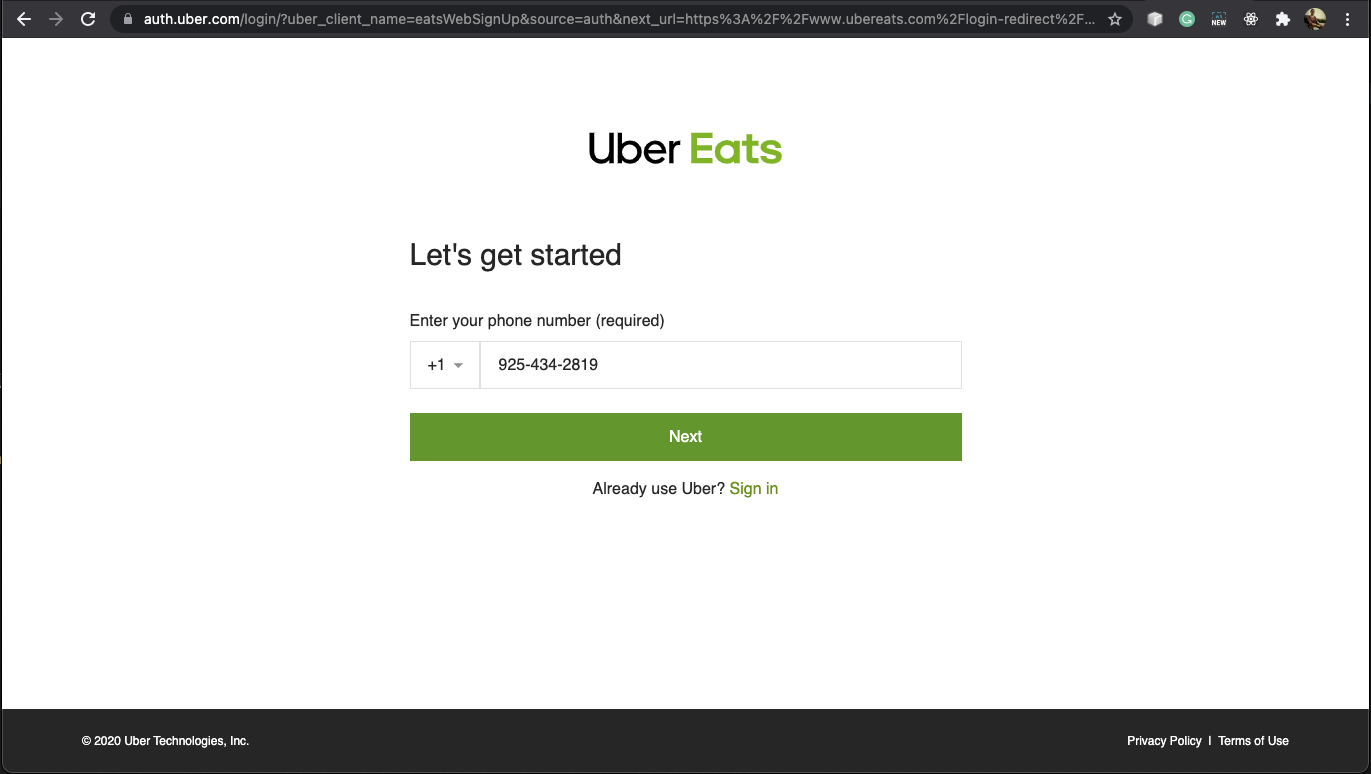 auth.uber.com/login/?uber_client_name=eatsWebSignUp&source=auth&next_url=https%3A%2F%2Fwww.ubereats.com%2Flogin-redirect%2F...
NEW
Uber Eats
Let's get started
Enter your phone number (required)
+1 925-434-2819
Next
Already use Uber? Sign in
© 2020 Uber Technologies, Inc.
Privacy Policy | Terms of Use